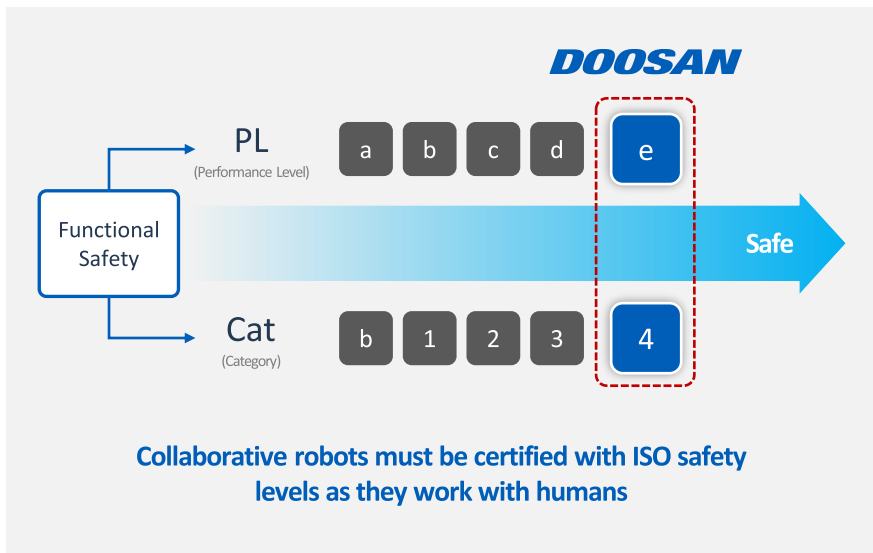 DOOSAN
PL
(Performance Level)
a b c d e
Functional
Safety
Safe
Cat
(Category)
b 1 2 3 4
Collaborative robots must be certified with ISO safety
levels as they work with humans